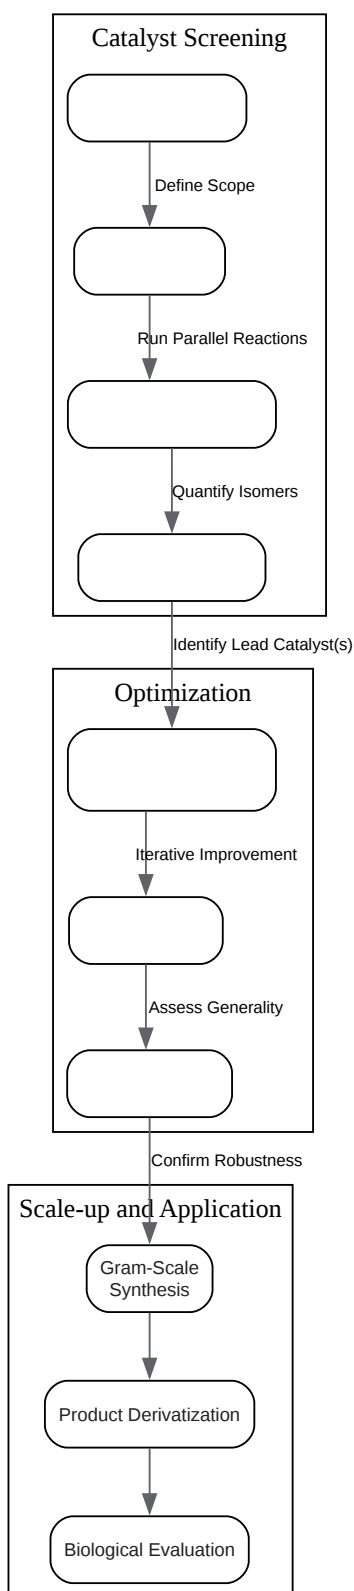 Catalyst Screening
Define Scope
Run Parallel Reactions
Quantify Isomers
Identify Lead Catalyst(s)
Optimization
Iterative Improvement
Assess Generality
Confirm Robustness
Scale-up and Application
Gram-Scale
Synthesis
Product Derivatization
Biological Evaluation